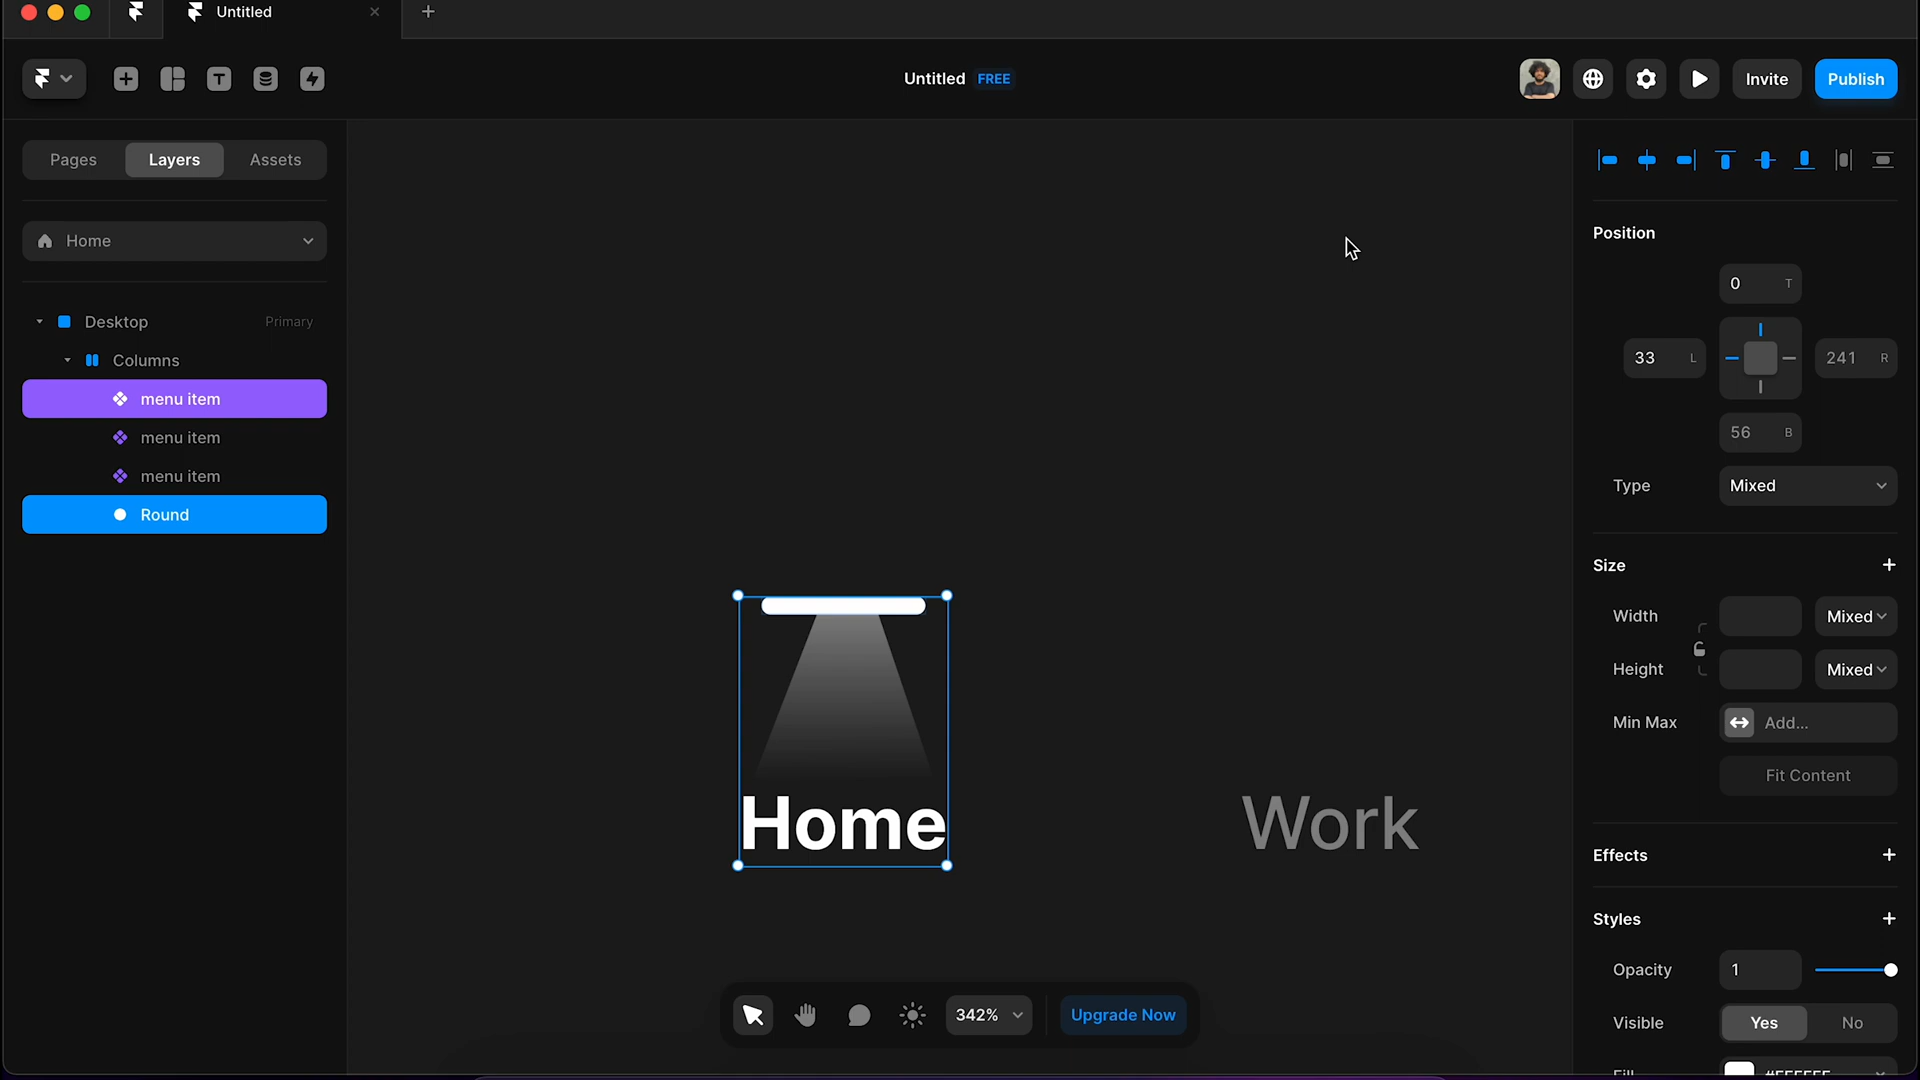 Untitled
Untitled FREE
Invite
Publish
Pages Layers Assets
Home
Desktop Primary
Columns
menu item
menu item
menu item
Round
Home
Work
342%
Upgrade Now
Position
0 T
33 L
241 R
56 B
Type Mixed
Size
Width Mixed
Height Mixed
Min Max Add...
Fit Content
Effects
Styles
Opacity 1
Visible Yes No
Fill #FFFFFF